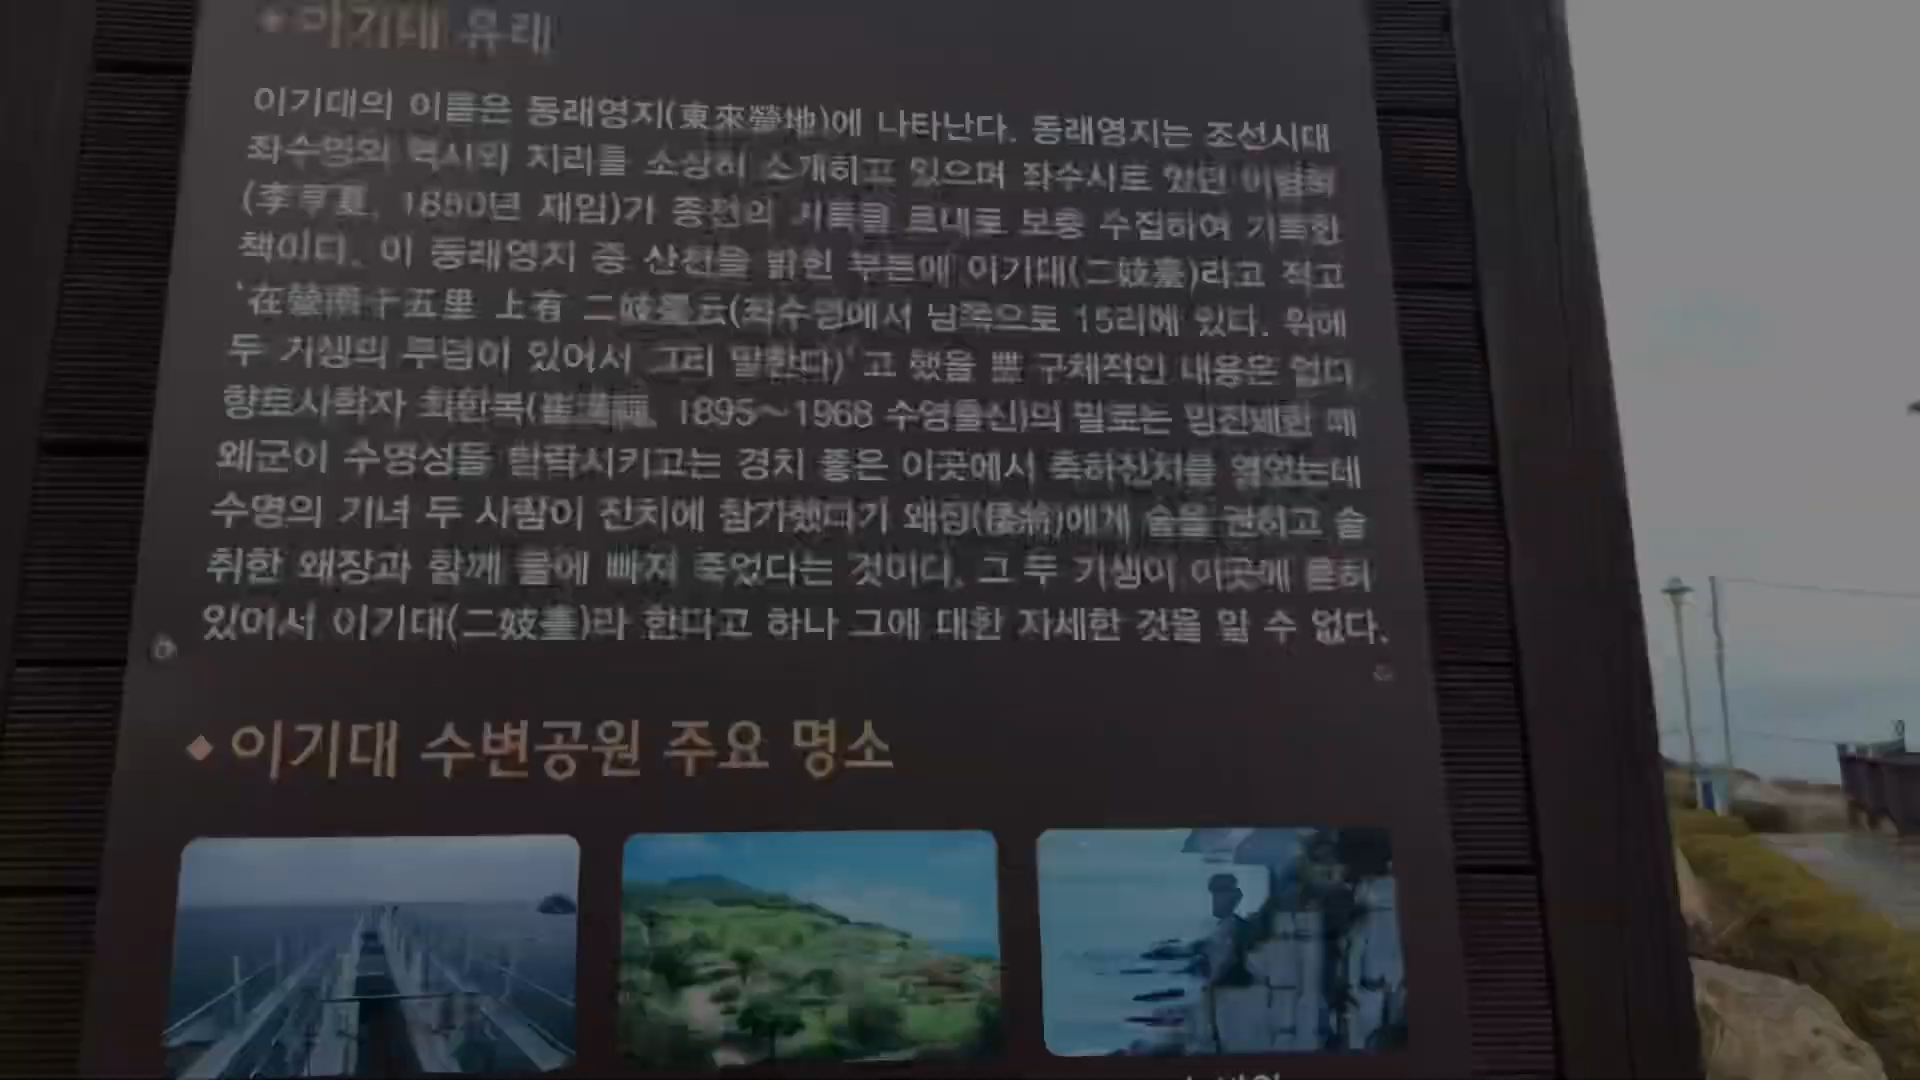 이기대 유래
이기대의 이름은 동래영지(東來營地)에 나타난다. 동래영지는 조선시대
좌수영의 역사와 지리를 소상히 소개하고 있으며 좌수사로 있던
재임)가 종전의 기록을 토대로 보충 수집하여 기록한
책이다. 이 동래영지 중 산천을 밝힌 부분에 이기대(二妓臺)라고 적고
‘在營南十五里 上有 二妓臺云(좌수영에서 남쪽으로 15리에 있다. 위에
두 기생의 무덤이 있어서 그리 말한다)’고 했을 뿐 구체적인 내용은 없다
향토사학자 최한복(崔漢福, 1895~1968 수영출신)의 말로는 임진왜란 때
왜군이 수영성을 함락시키고는 경치 좋은 이곳에서 축하잔치를 열었는데
수영의 기녀 두 사람이 잔치에 참가했다가 왜장(倭將)에게 술을 권하고 술
취한 왜장과 함께 물에 빠져 죽었다는 것이다. 그 두 기생이 이곳에 묻혀
있어서 이기대(二妓臺)라 한다고 하나 그에 대한 자세한 것을 알 수 없다.
이기대 수변공원 주요 명소